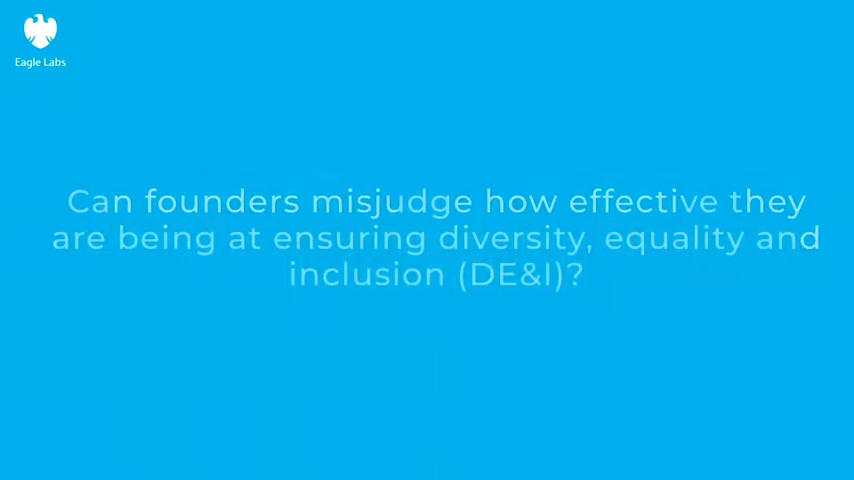 Eagle Labs
Can founders misjudge how effective they
are being at ensuring diversity, equality and
inclusion (DE&I)?